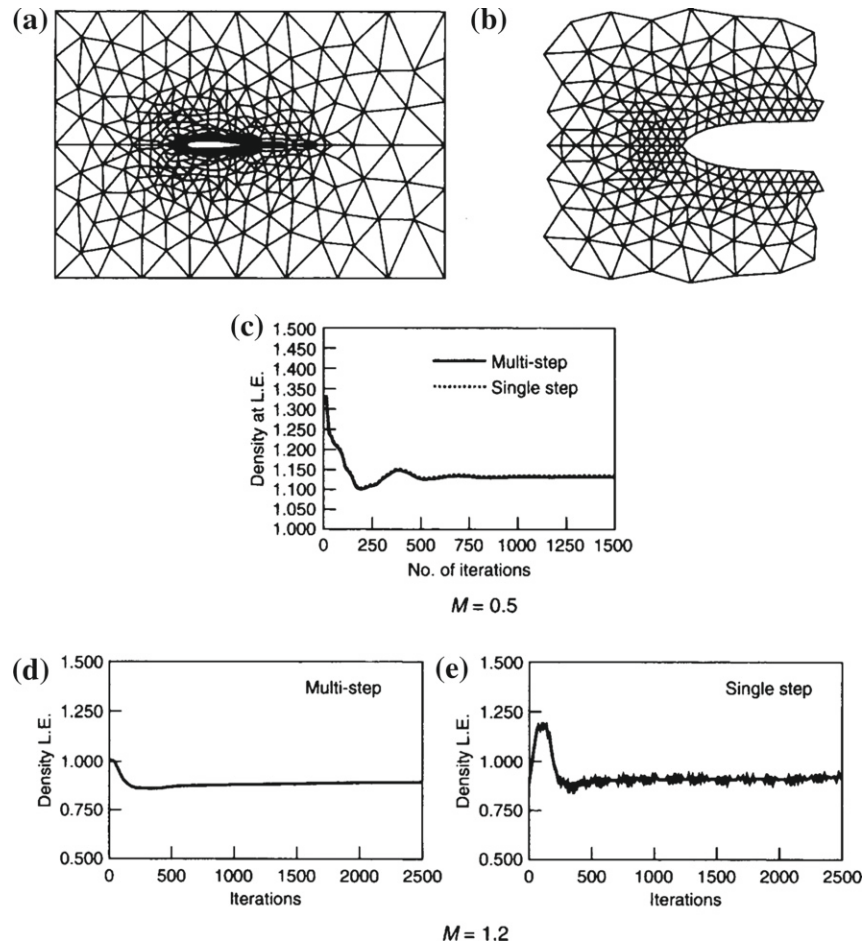 (a)
(b)
(c)
1.500
1.450
1.400
1.350
1.300
1.250
1.200
1.150
1.100
1.050
1.000
Density at L.E.
Multi-step
Single step
0 250 500 750 1000 1250 1500
No. of iterations
M = 0.5
(d)
1.500
1.250
1.000
0.750
0.500
Density L.E.
Multi-step
0 500 1000 1500 2000 2500
Iterations
(e)
1.500
1.250
1.000
0.750
0.500
Density L.E.
Single step
0 500 1000 1500 2000 2500
Iterations
M = 1.2